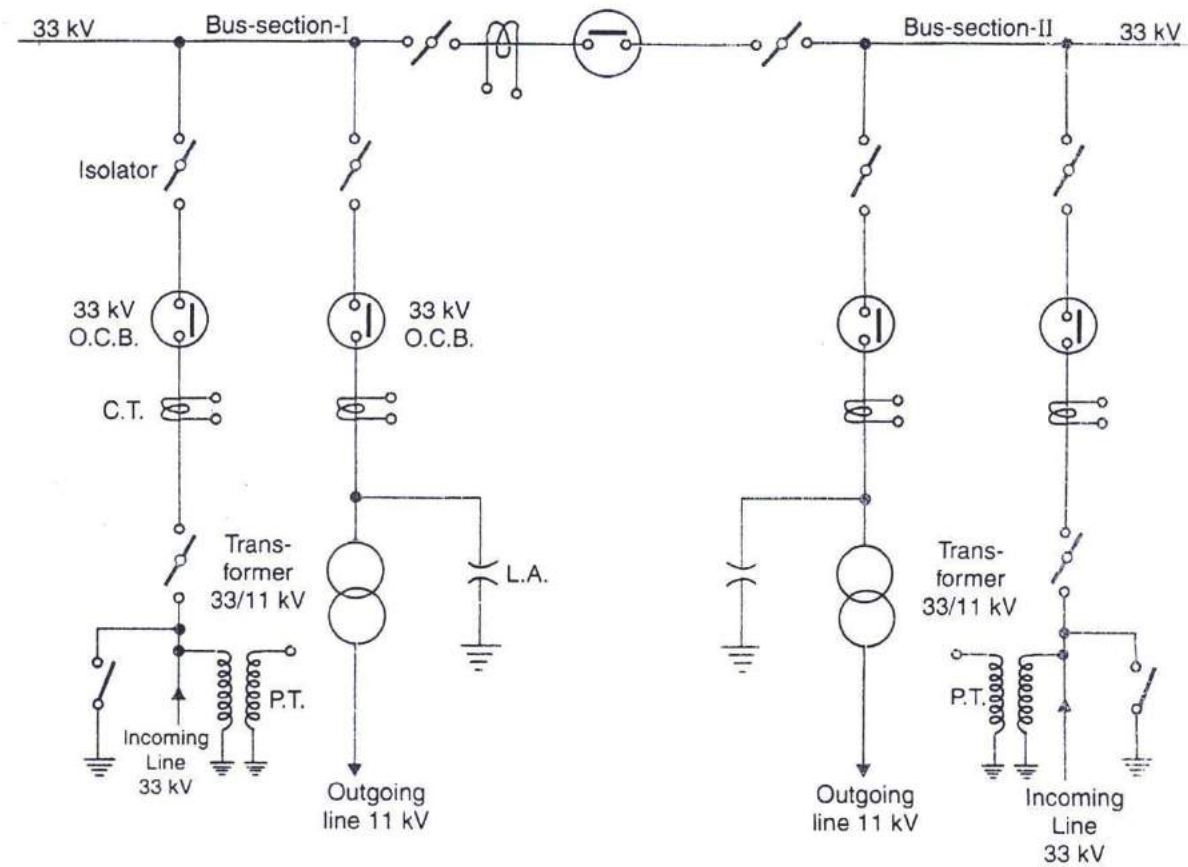 33 kV
Bus-section-I
Bus-section-II
33 kV
Isolator
33 kV
O.C.B.
33 kV
O.C.B.
C.T.
Trans-
former
33/11 kV
L.A.
Trans-
former
33/11 kV
P.T.
P.T.
Incoming
Line
33 kV
Outgoing
line 11 kV
Outgoing
line 11 kV
Incoming
Line
33 kV